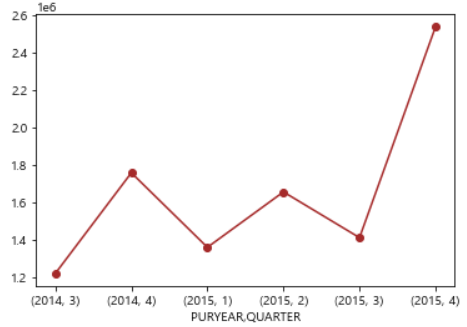 1e6
2.6
2.4
2.2
2.0
1.8
1.6
1.4
1.2
(2014, 3) (2014, 4) (2015, 1) (2015, 2) (2015, 3) (2015, 4)
PURYEAR,QUARTER